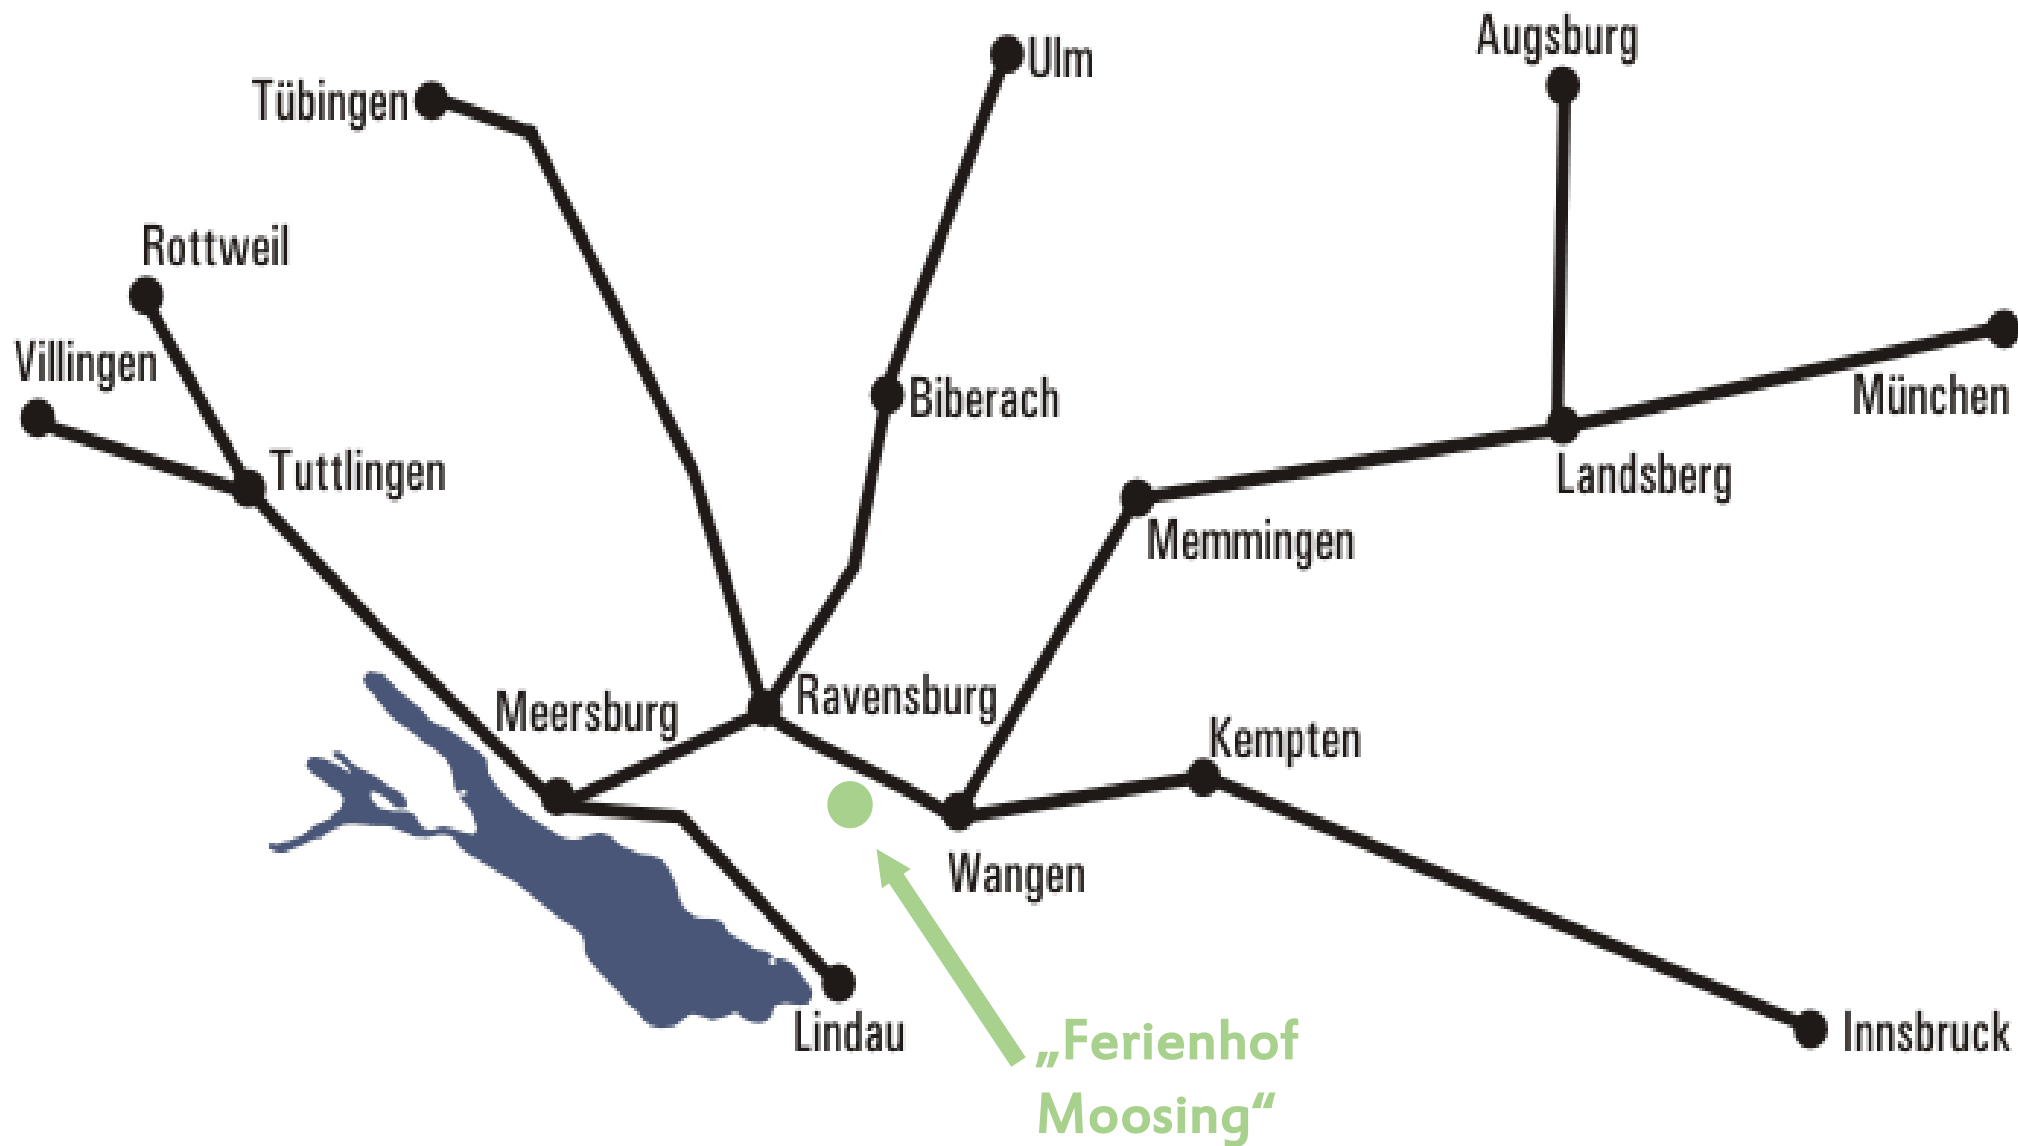 Augsburg
Ulm
Tübingen
Rottweil
Villingen
München
Biberach
Tuttlingen
Landsberg
Memmingen
Ravensburg
Meersburg
Kempten
Wangen
Lindau
Innsbruck
„Ferienhof
Moosing“